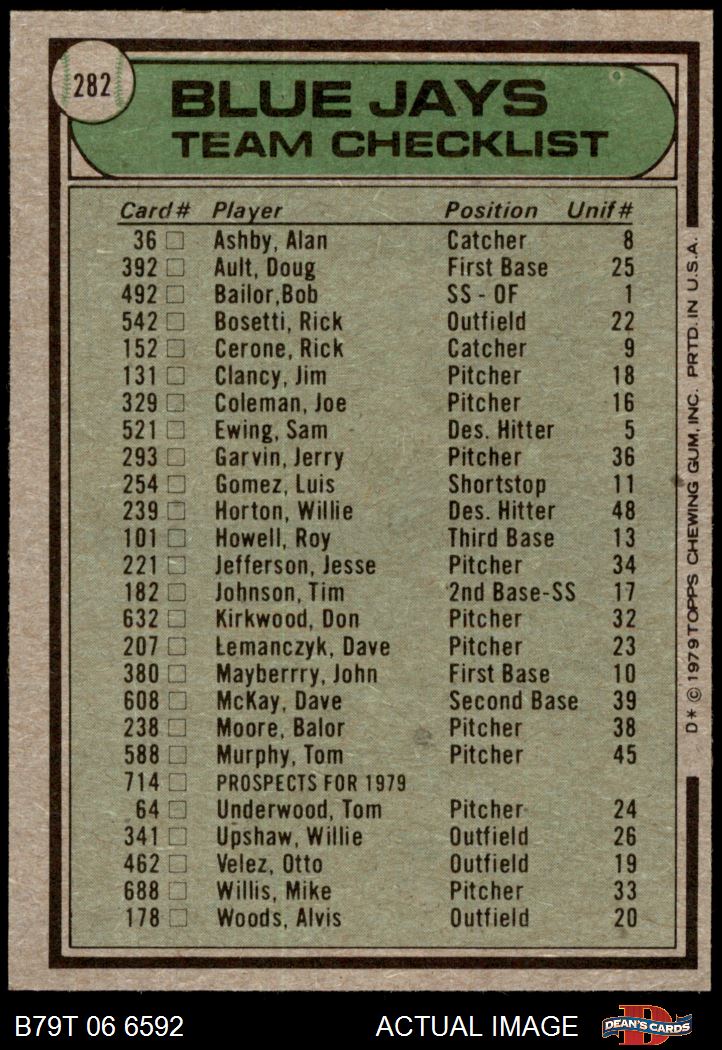 282
BLUE JAYS
TEAM CHECKLIST
Card # Player Position Unif #
36 Ashby, Alan Catcher 8
392 Ault, Doug First Base 25
492 Bailor,Bob SS - OF 1
542 Bosetti, Rick Outfield 22
152 Cerone, Rick Catcher 9
131 Clancy, Jim Pitcher 18
329 Coleman, Joe Pitcher 16
521 Ewing, Sam Des. Hitter 5
293 Garvin, Jerry Pitcher 36
254 Gomez, Luis Shortstop 11
239 Horton, Willie Des. Hitter 48
101 Howell, Roy Third Base 13
221 Jefferson, Jesse Pitcher 34
182 Johnson, Tim 2nd Base-SS 17
632 Kirkwood, Don Pitcher 32
207 Lemanczyk, Dave Pitcher 23
380 Mayberrry, John First Base 10
608 McKay, Dave Second Base 39
238 Moore, Balor Pitcher 38
588 Murphy, Tom Pitcher 45
714 PROSPECTS FOR 1979
64 Underwood, Tom Pitcher 24
341 Upshaw, Willie Outfield 26
462 Velez, Otto Outfield 19
688 Willis, Mike Pitcher 33
178 Woods, Alvis Outfield 20
D* © 1979 TOPPS CHEWING GUM, INC. PRTD. IN U.S.A.
B79T 06 6592 ACTUAL IMAGE DEAN'S CARDS